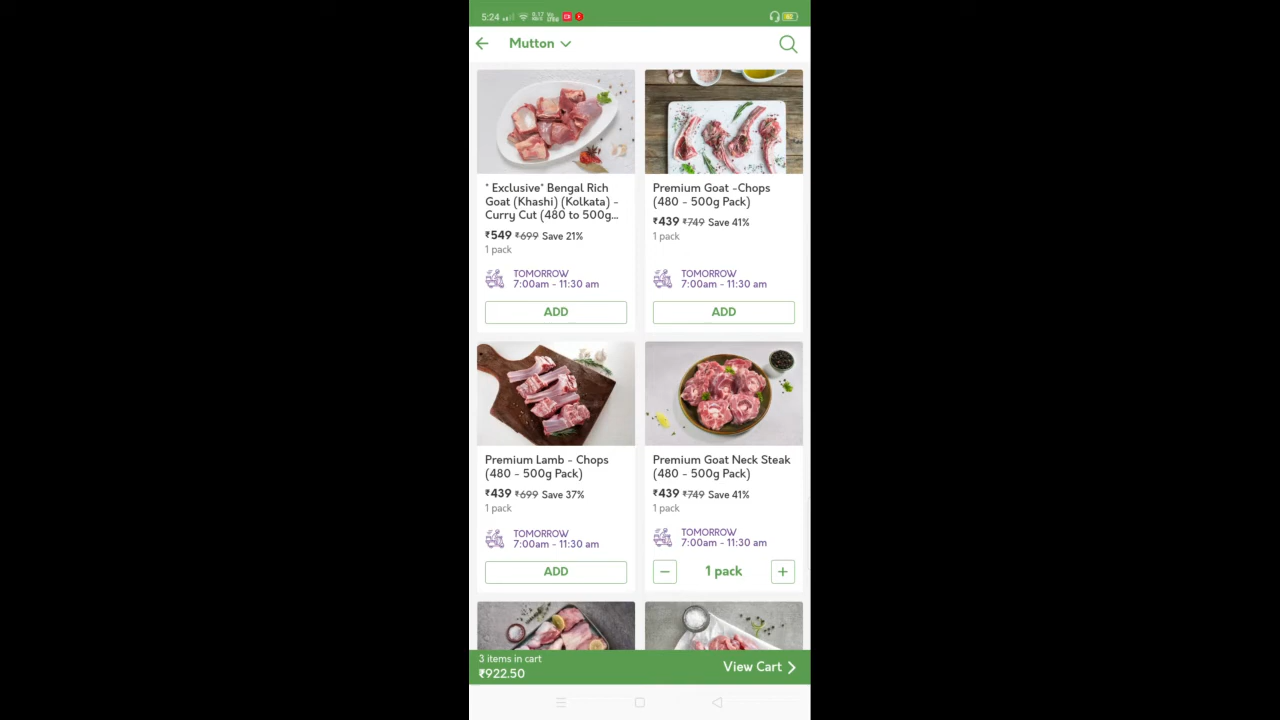 5:24
Mutton
* Exclusive* Bengal Rich
Goat (Khashi) (Kolkata) -
Curry Cut (480 to 500g...
₹549 ₹699 Save 21%
1 pack
TOMORROW
7:00am - 11:30 am
ADD
Premium Goat -Chops
(480 - 500g Pack)
₹439 ₹749 Save 41%
1 pack
TOMORROW
7:00am - 11:30 am
ADD
Premium Lamb - Chops
(480 - 500g Pack)
₹439 ₹699 Save 37%
1 pack
TOMORROW
7:00am - 11:30 am
ADD
Premium Goat Neck Steak
(480 - 500g Pack)
₹439 ₹749 Save 41%
1 pack
TOMORROW
7:00am - 11:30 am
− 1 pack +
3 items in cart
₹922.50
View Cart